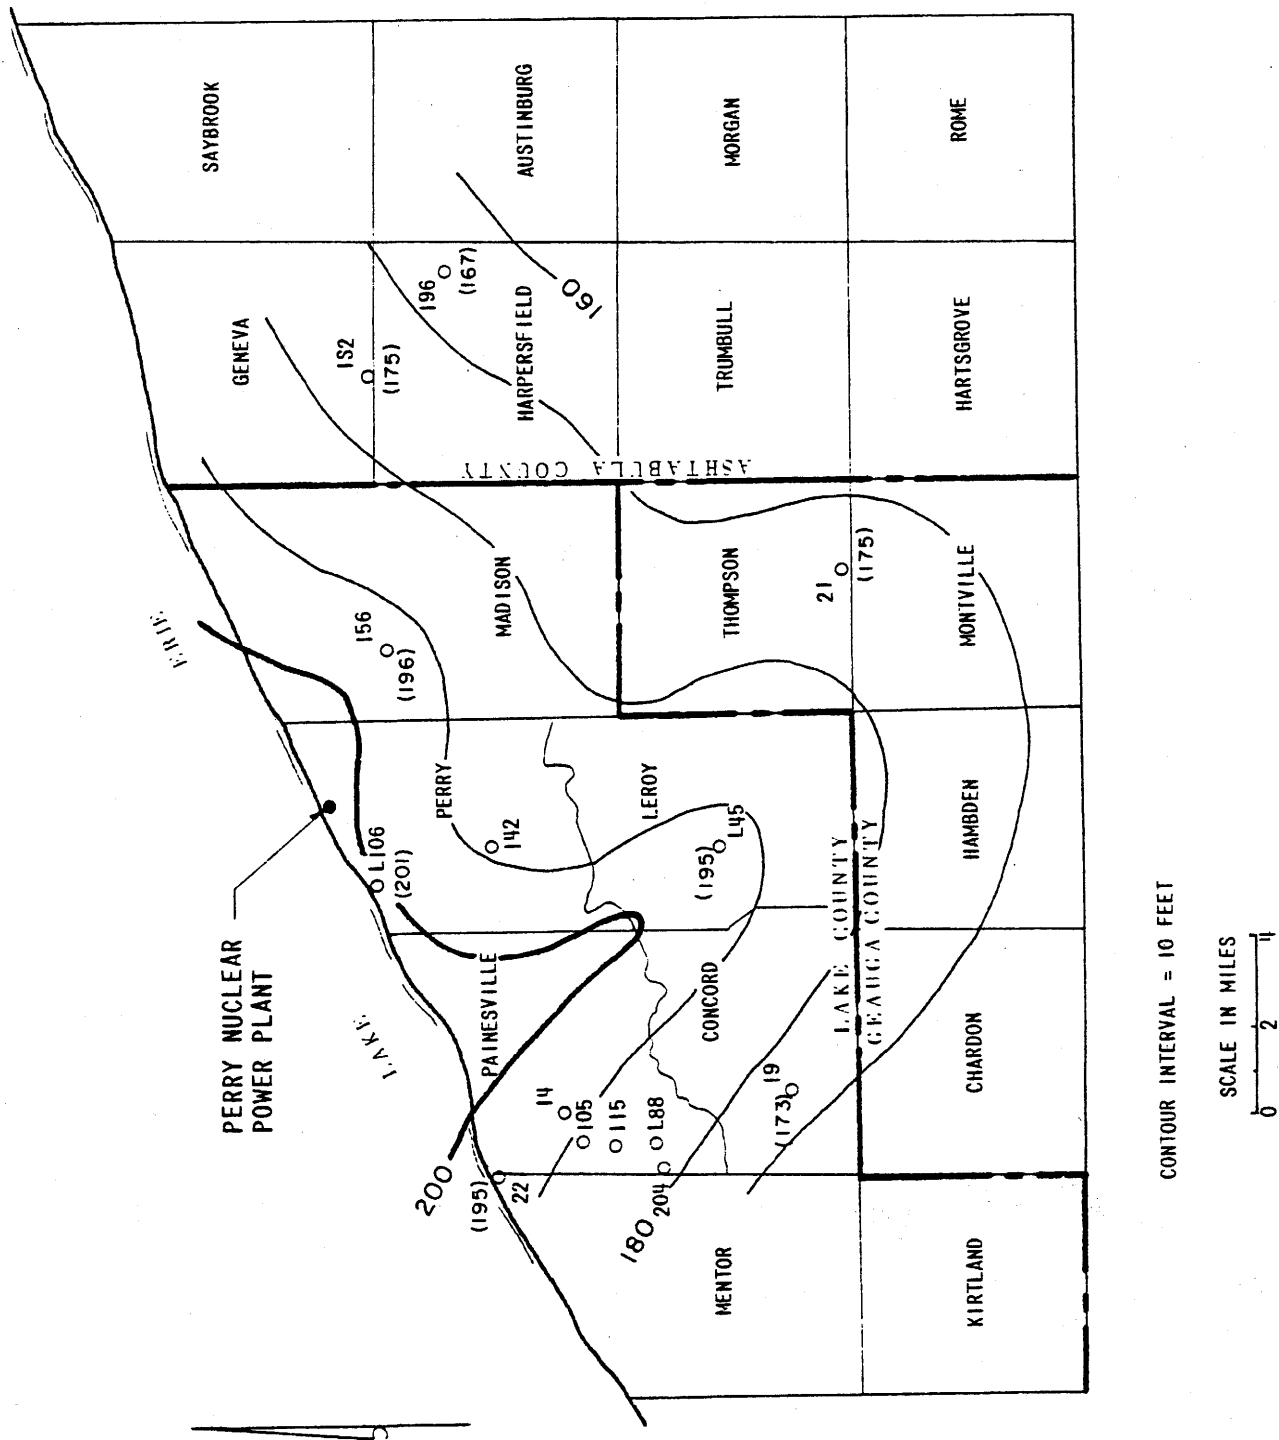 PERRY NUCLEAR
POWER PLANT
LAKE
ERIE
SAYBROOK
AUSTINBURG
MORGAN
ROME
GENEVA
HARPERSFIELD
TRUMBULL
HARTSGROVE
1S2
(175)
196
(167)
160
ASHTABULA COUNTY
MADISON
THOMPSON
MONTVILLE
156
(196)
21
(175)
PERRY
LEROY
HAMBDEN
142
L45
(195)
L106
(201)
LAKE COUNTY
GEAUGA COUNTY
PAINESVILLE
CONCORD
CHARDON
14
105
115
L88
204
19
(173)
22
(195)
200
180
MENTOR
KIRTLAND
CONTOUR INTERVAL = 10 FEET
SCALE IN MILES
0 2 4